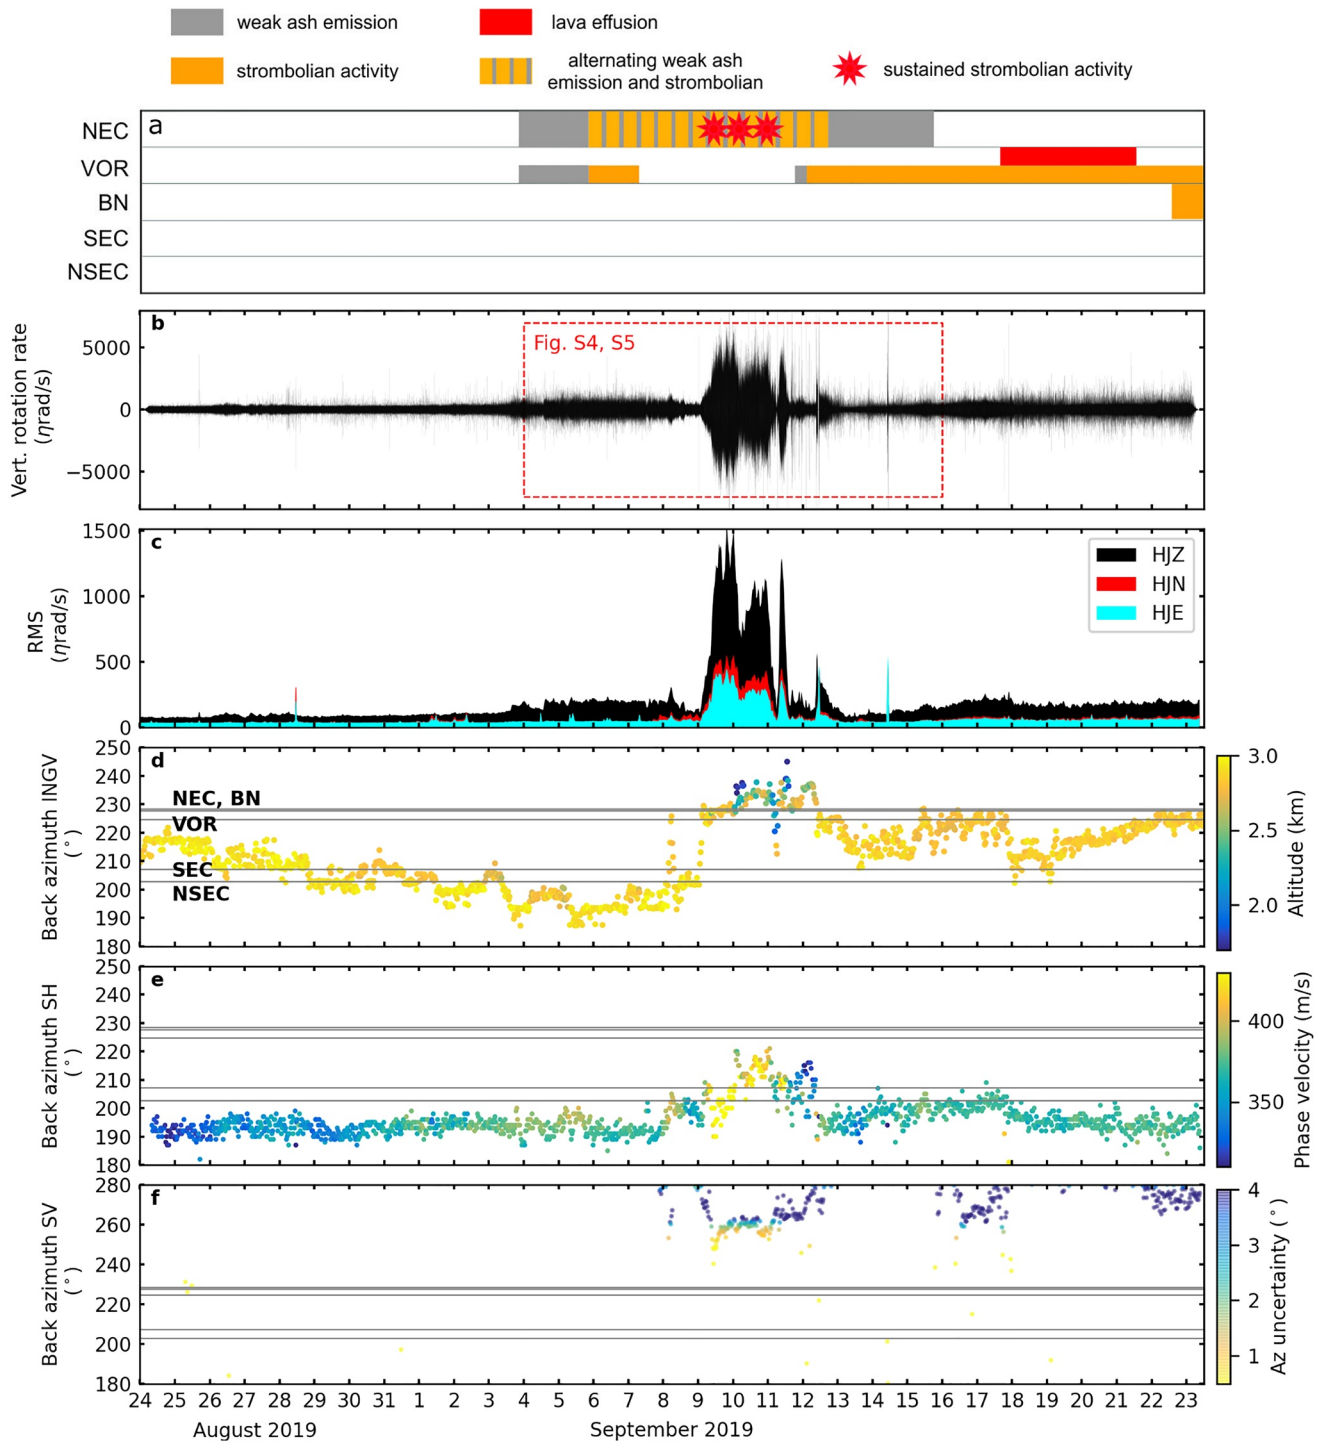 weak ash emission
lava effusion
strombolian activity
alternating weak ash
emission and strombolian
sustained strombolian activity
a
NEC
VOR
BN
SEC
NSEC
b
Fig. S4, S5
Vert. rotation rate
(ηrad/s)
5000
0
−5000
c
HJZ
HJN
HJE
RMS
(ηrad/s)
1500
1000
500
0
d
NEC, BN
VOR
SEC
NSEC
Back azimuth INGV
(°)
250
240
230
220
210
200
190
180
3.0
2.5
2.0
Altitude (km)
e
Back azimuth SH
(°)
250
240
230
220
210
200
190
180
400
350
Phase velocity (m/s)
f
Back azimuth SV
(°)
280
260
240
220
200
180
4
3
2
1
Az uncertainty (°)
24 25 26 27 28 29 30 31 1 2 3 4 5 6 7 8 9 10 11 12 13 14 15 16 17 18 19 20 21 22 23
August 2019
September 2019